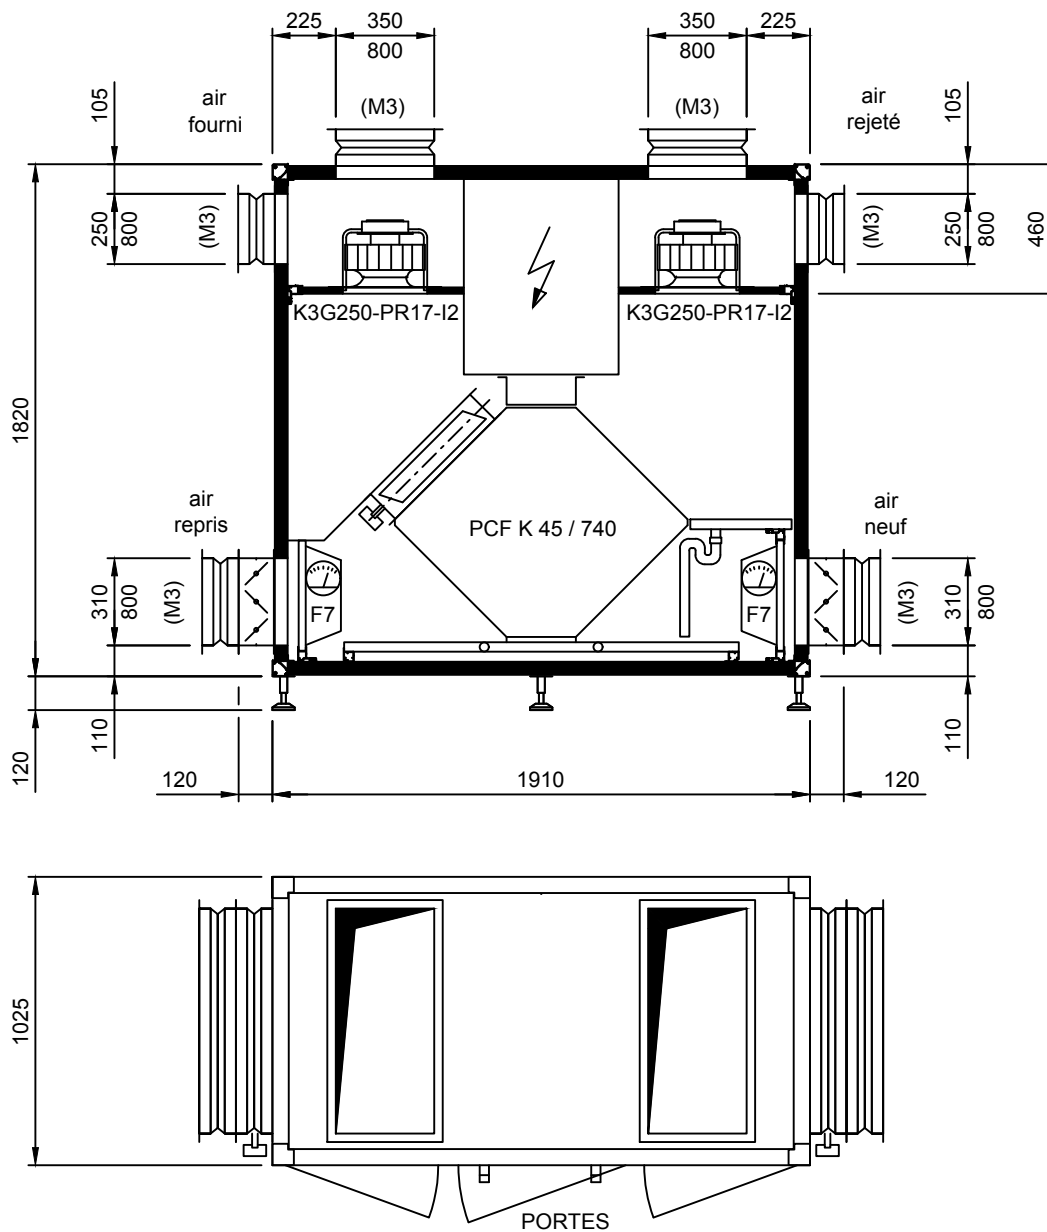 225
350
800
350
800
225
105
air
fourni
(M3)
(M3)
air
rejeté
105
250
800
(M3)
(M3)
250
800
460
K3G250-PR17-I2
K3G250-PR17-I2
1820
air
repris
PCF K 45 / 740
air
neuf
310
800
(M3)
F7
F7
(M3)
310
800
110
120
110
120
1910
120
1025
PORTES